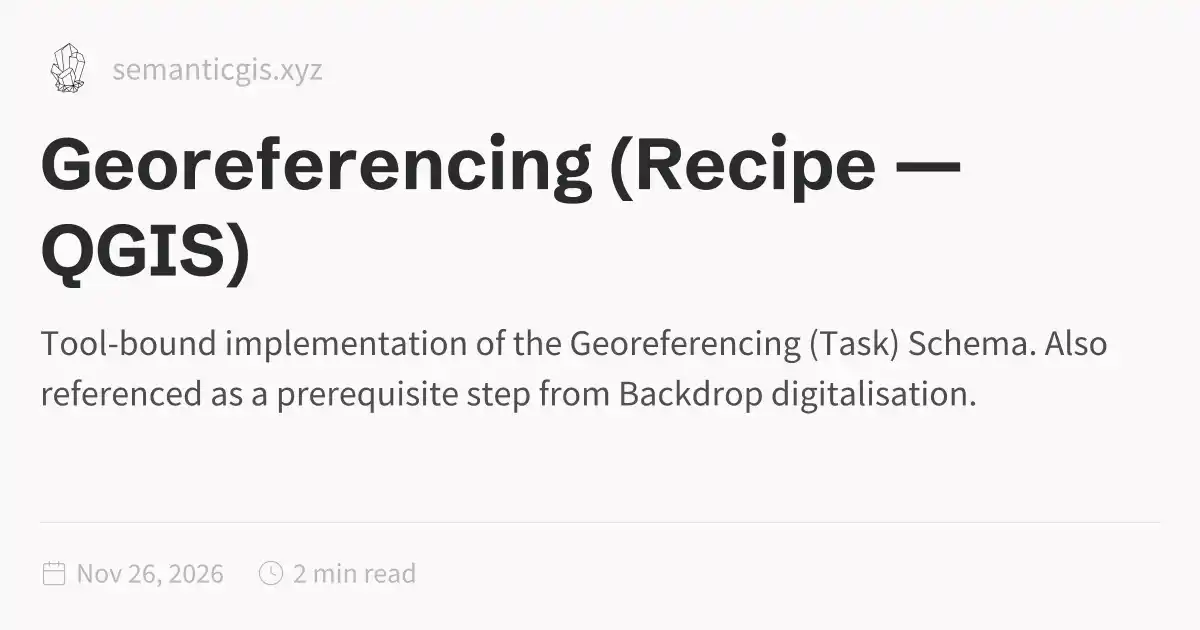 semanticgis.xyz
Georeferencing (Recipe —
QGIS)
Tool-bound implementation of the Georeferencing (Task) Schema. Also
referenced as a prerequisite step from Backdrop digitalisation.
Nov 26, 2026 2 min read